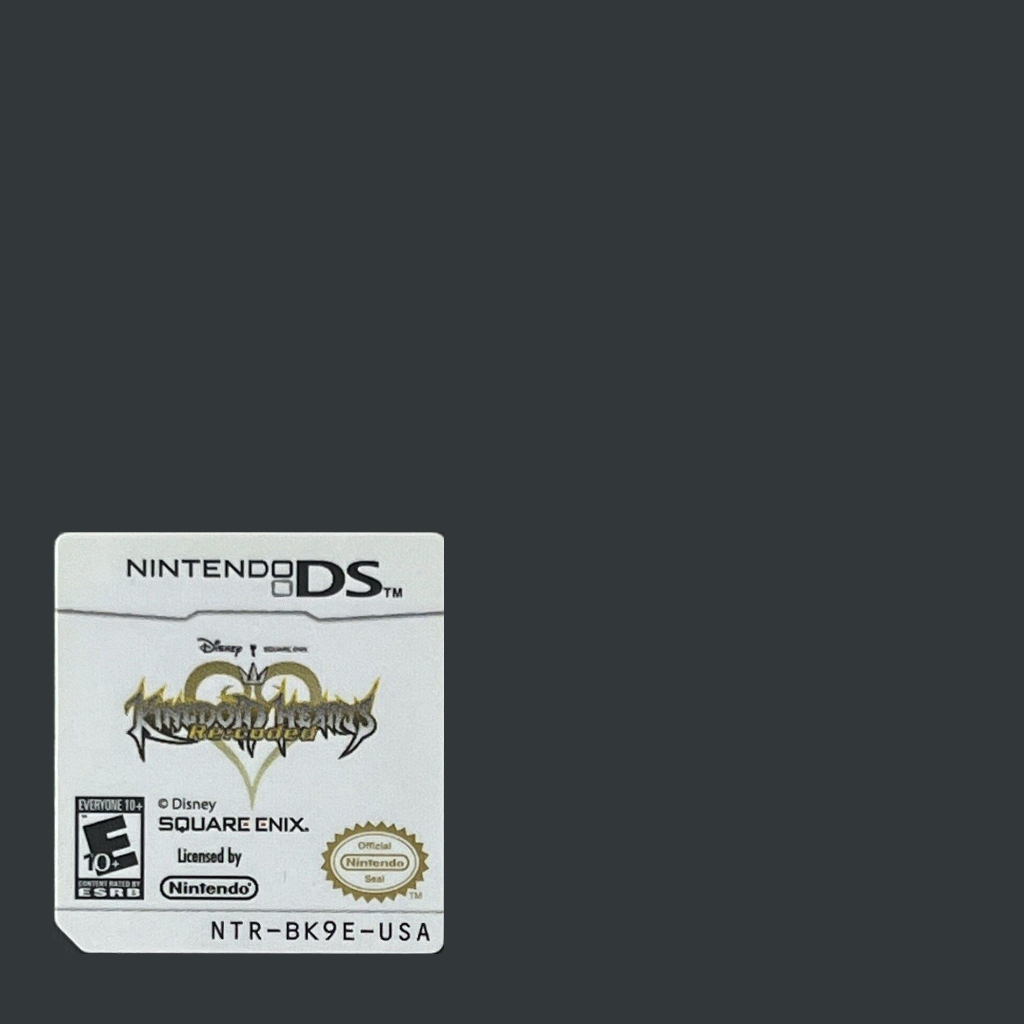 NINTENDO DS™
Disney SQUARE ENIX
KINGDOM HEARTS
Re:coded
EVERYONE 10+
E
10+
CONTENT RATED BY
ESRB
© Disney
SQUARE ENIX.
Licensed by
Nintendo®
Official
Nintendo
Seal
TM
NTR-BK9E-USA